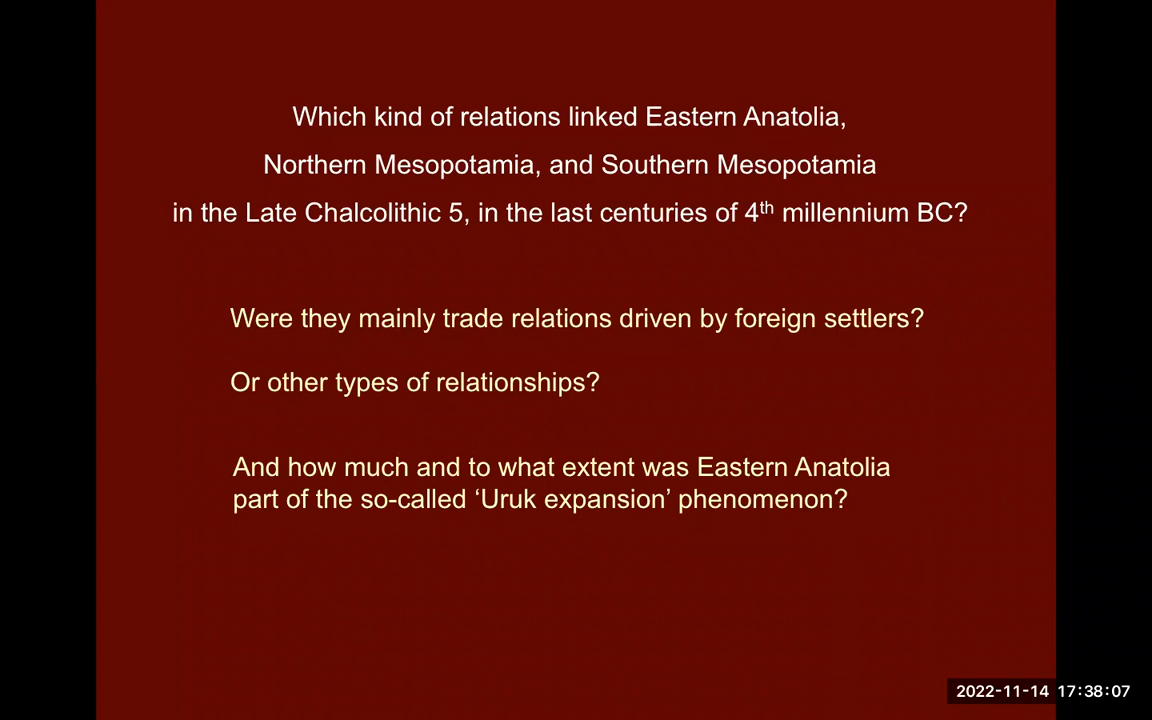 Which kind of relations linked Eastern Anatolia,
Northern Mesopotamia, and Southern Mesopotamia
in the Late Chalcolithic 5, in the last centuries of 4th millennium BC?
Were they mainly trade relations driven by foreign settlers?
Or other types of relationships?
And how much and to what extent was Eastern Anatolia
part of the so-called ‘Uruk expansion’ phenomenon?
2022-11-14 17:38:07